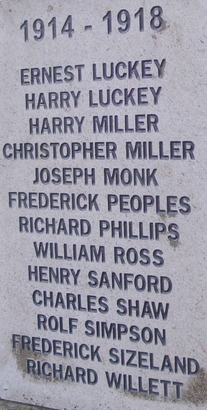 1914 - 1918
ERNEST LUCKEY
HARRY LUCKEY
HARRY MILLER
CHRISTOPHER MILLER
JOSEPH MONK
FREDERICK PEOPLES
RICHARD PHILLIPS
WILLIAM ROSS
HENRY SANFORD
CHARLES SHAW
ROLF SIMPSON
FREDERICK SIZELAND
RICHARD WILLETT